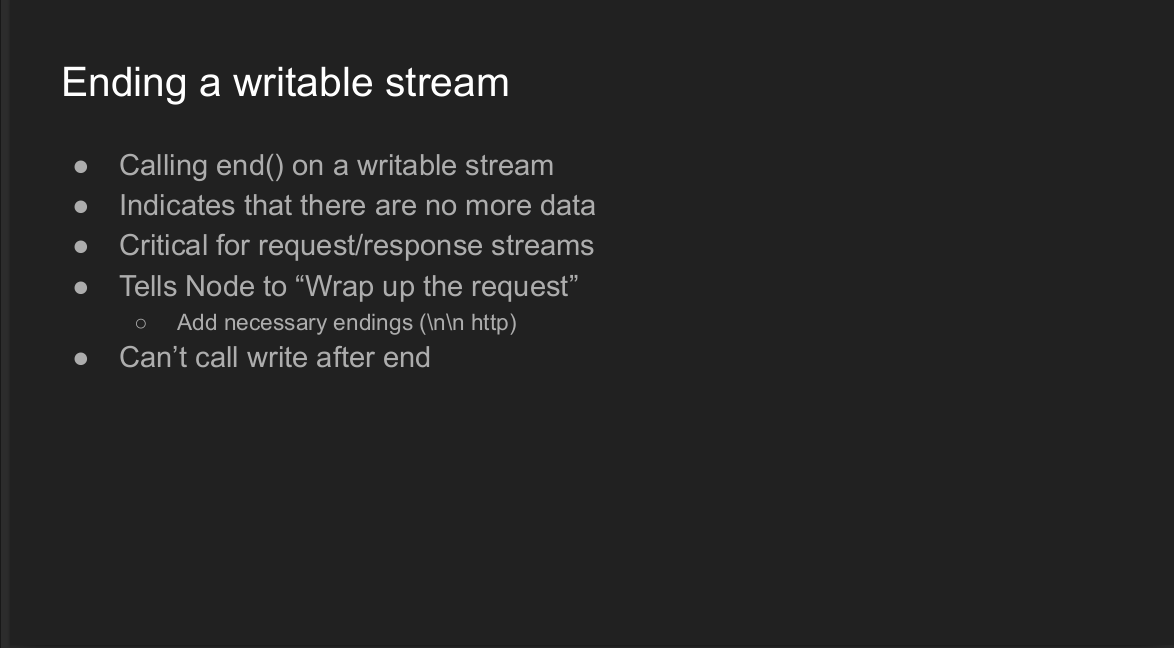 Ending a writable stream
● Calling end() on a writable stream
● Indicates that there are no more data
● Critical for request/response streams
● Tells Node to “Wrap up the request”
○ Add necessary endings (\n\n http)
● Can’t call write after end